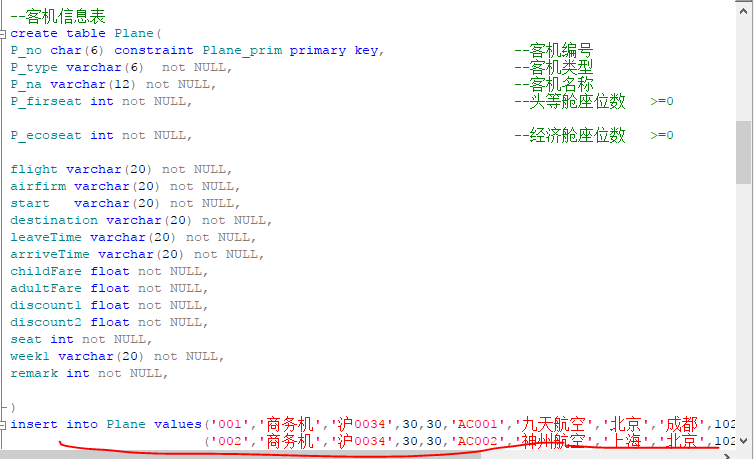 --客机信息表
create table Plane(
P_no char(6) constraint Plane_prim primary key, --客机编号
P_type varchar(6) not NULL, --客机类型
P_na varchar(12) not NULL, --客机名称
P_firseat int not NULL, --头等舱座位数 >=0
P_ecoseat int not NULL, --经济舱座位数 >=0
flight varchar(20) not NULL,
airfirm varchar(20) not NULL,
start varchar(20) not NULL,
destination varchar(20) not NULL,
leaveTime varchar(20) not NULL,
arriveTime varchar(20) not NULL,
childFare float not NULL,
adultFare float not NULL,
discount1 float not NULL,
discount2 float not NULL,
seat int not NULL,
week1 varchar(20) not NULL,
remark int not NULL,
)
insert into Plane values('001','商务机','沪0034',30,30,'AC001','九天航空','北京','成都',102
('002','商务机','沪0034',30,30,'AC002','神州航空','上海','北京',102